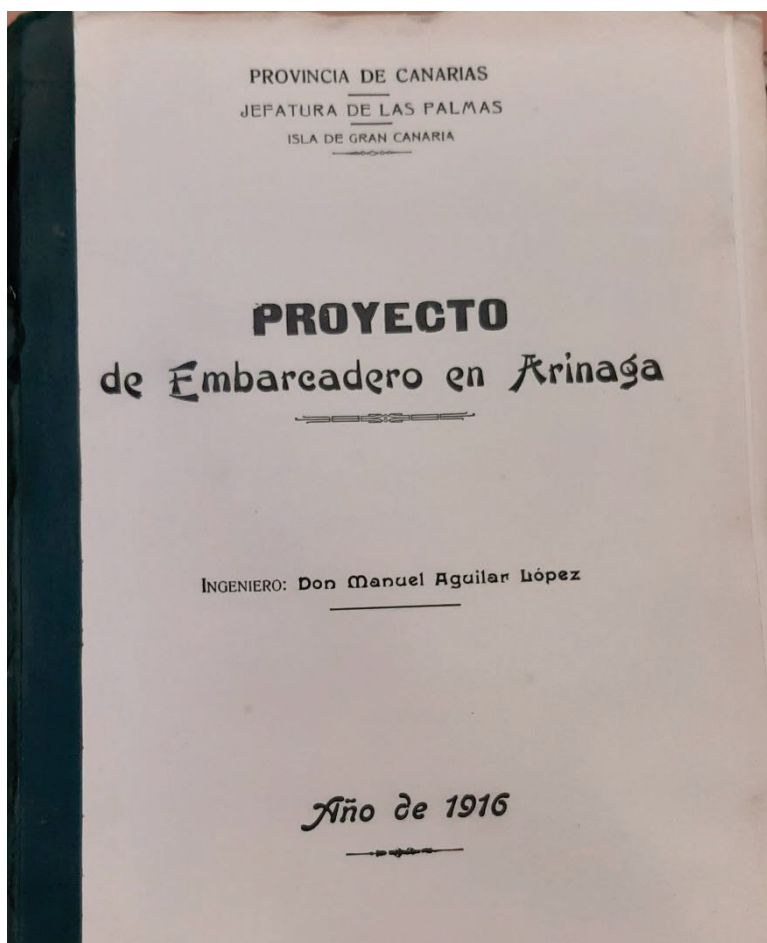 PROVINCIA DE CANARIAS
JEFATURA DE LAS PALMAS
ISLA DE GRAN CANARIA
PROYECTO
de Embarcadero en Arinaga
INGENIERO: Don Manuel Aguilar López
Año de 1916